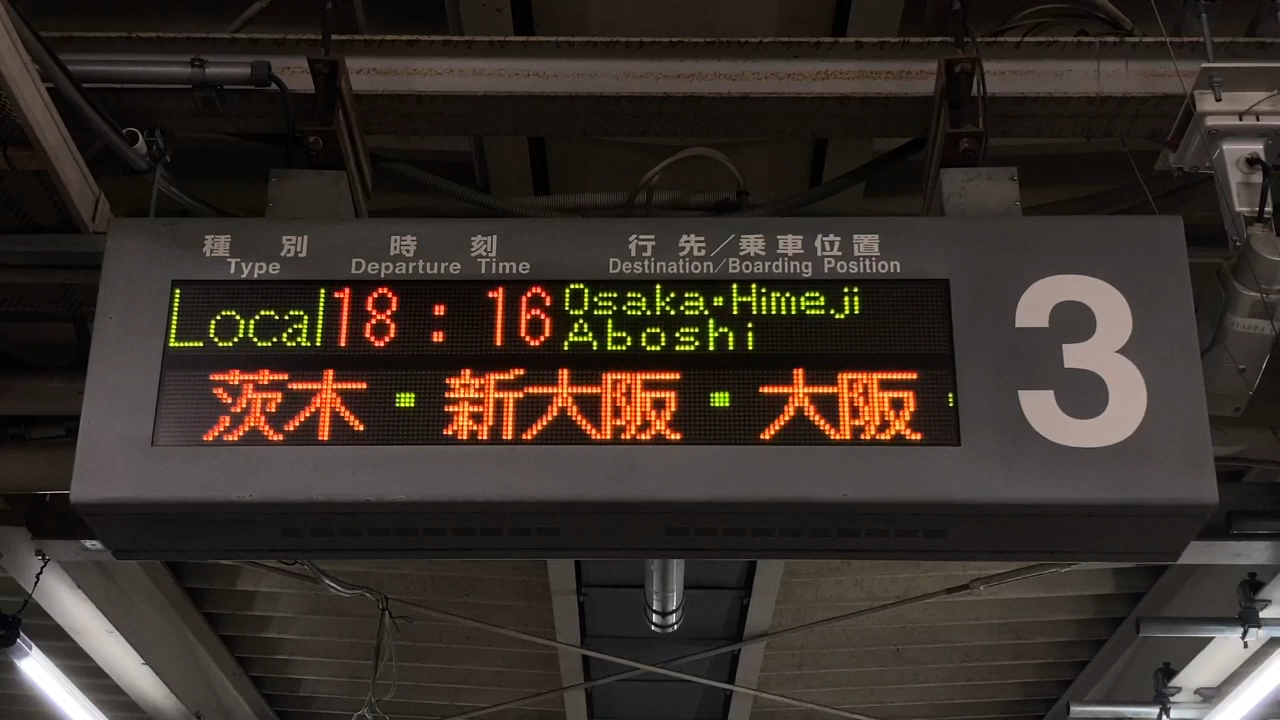 種別 時刻 行先/乗車位置
Type Departure Time Destination/Boarding Position
3
Local 18:16 Osaka・Himeji
Aboshi
茨木・新大阪・大阪・